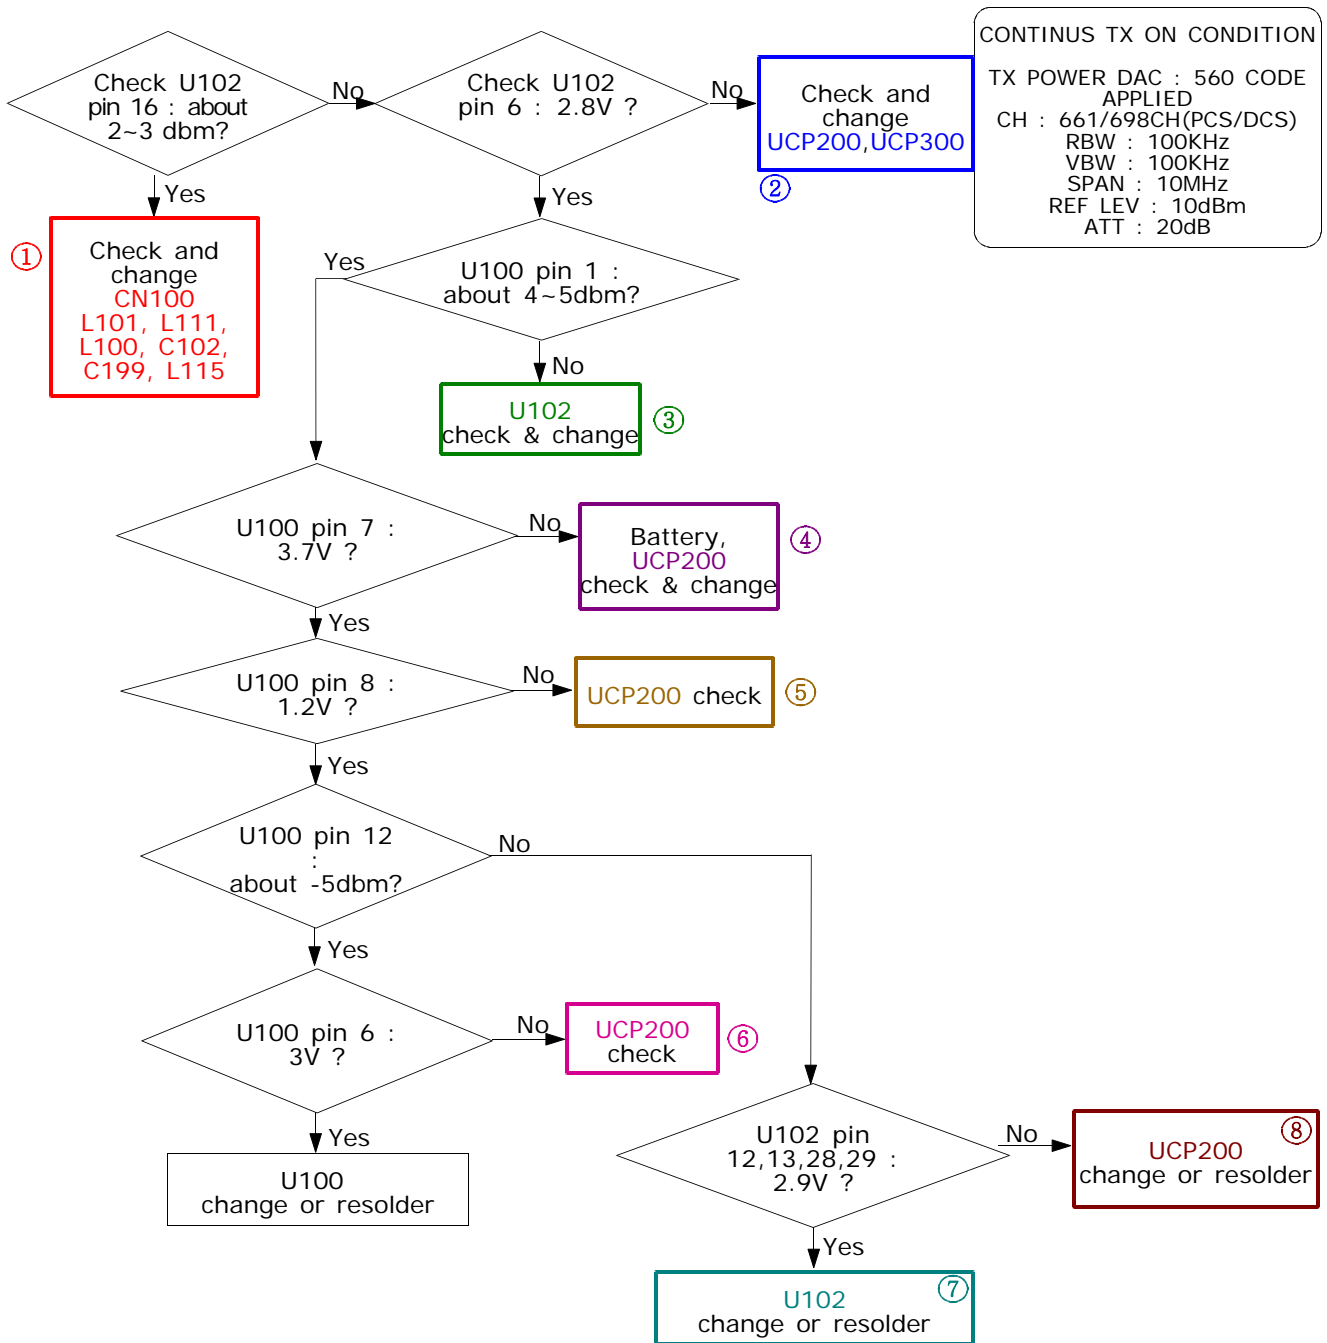 Check U102
pin 16 : about
2~3 dbm?
No
Check U102
pin 6 : 2.8V ?
No
Check and
change
UCP200,UCP300
②
CONTINUS TX ON CONDITION
TX POWER DAC : 560 CODE
APPLIED
CH : 661/698CH(PCS/DCS)
RBW : 100KHz
VBW : 100KHz
SPAN : 10MHz
REF LEV : 10dBm
ATT : 20dB
Yes
Yes
①
Check and
change
CN100
L101, L111,
L100, C102,
C199, L115
Yes
U100 pin 1 :
about 4~5dbm?
No
U102
check & change
③
U100 pin 7 :
3.7V ?
No
Battery,
UCP200
check & change
④
Yes
U100 pin 8 :
1.2V ?
No
UCP200 check
⑤
Yes
U100 pin 12
:
about -5dbm?
No
Yes
U100 pin 6 :
3V ?
No
UCP200
check
⑥
Yes
U100
change or resolder
U102 pin
12,13,28,29 :
2.9V ?
No
⑧
UCP200
change or resolder
Yes
⑦
U102
change or resolder